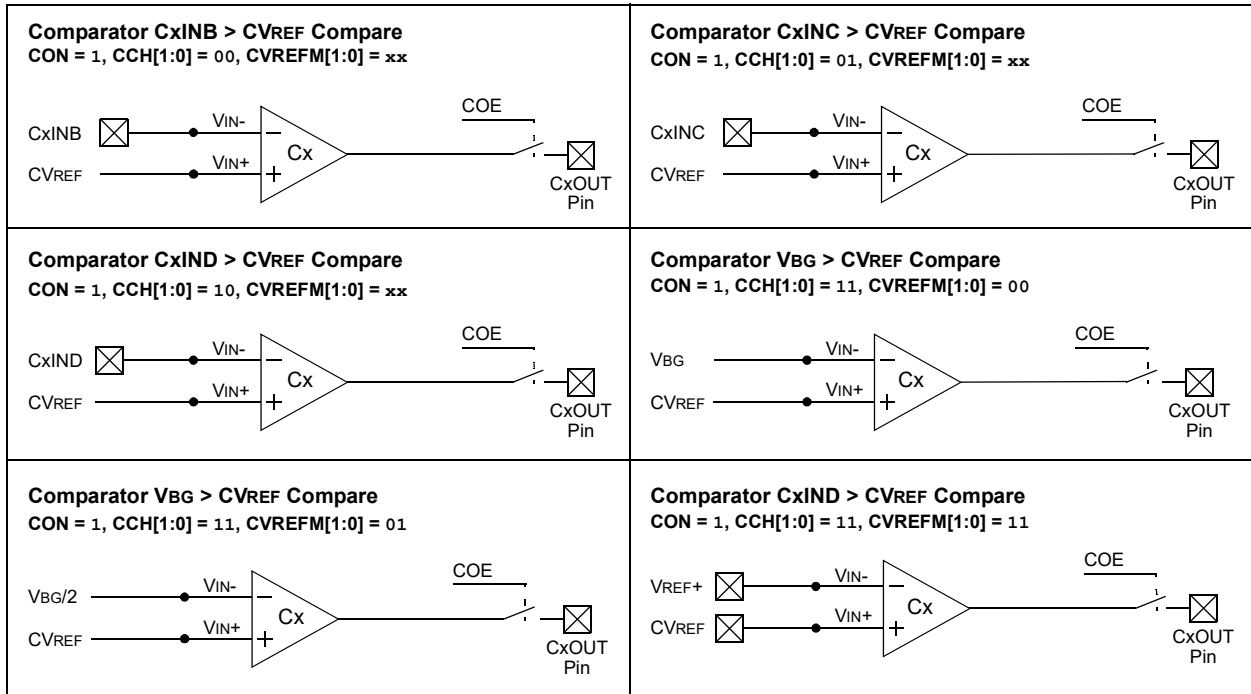 Comparator CxINB > CVREF Compare
CON = 1, CCH[1:0] = 00, CVREFM[1:0] = xx
COE
CxINB
VIN-
–
Cx
CVREF
VIN+
+
CxOUT
Pin
Comparator CxINC > CVREF Compare
CON = 1, CCH[1:0] = 01, CVREFM[1:0] = xx
COE
CxINC
VIN-
–
Cx
CVREF
VIN+
+
CxOUT
Pin
Comparator CxIND > CVREF Compare
CON = 1, CCH[1:0] = 10, CVREFM[1:0] = xx
COE
CxIND
VIN-
–
Cx
CVREF
VIN+
+
CxOUT
Pin
Comparator VBG > CVREF Compare
CON = 1, CCH[1:0] = 11, CVREFM[1:0] = 00
COE
VBG
VIN-
–
Cx
CVREF
VIN+
+
CxOUT
Pin
Comparator VBG > CVREF Compare
CON = 1, CCH[1:0] = 11, CVREFM[1:0] = 01
COE
VBG/2
VIN-
–
Cx
CVREF
VIN+
+
CxOUT
Pin
Comparator CxIND > CVREF Compare
CON = 1, CCH[1:0] = 11, CVREFM[1:0] = 11
COE
VREF+
VIN-
–
Cx
CVREF
VIN+
+
CxOUT
Pin